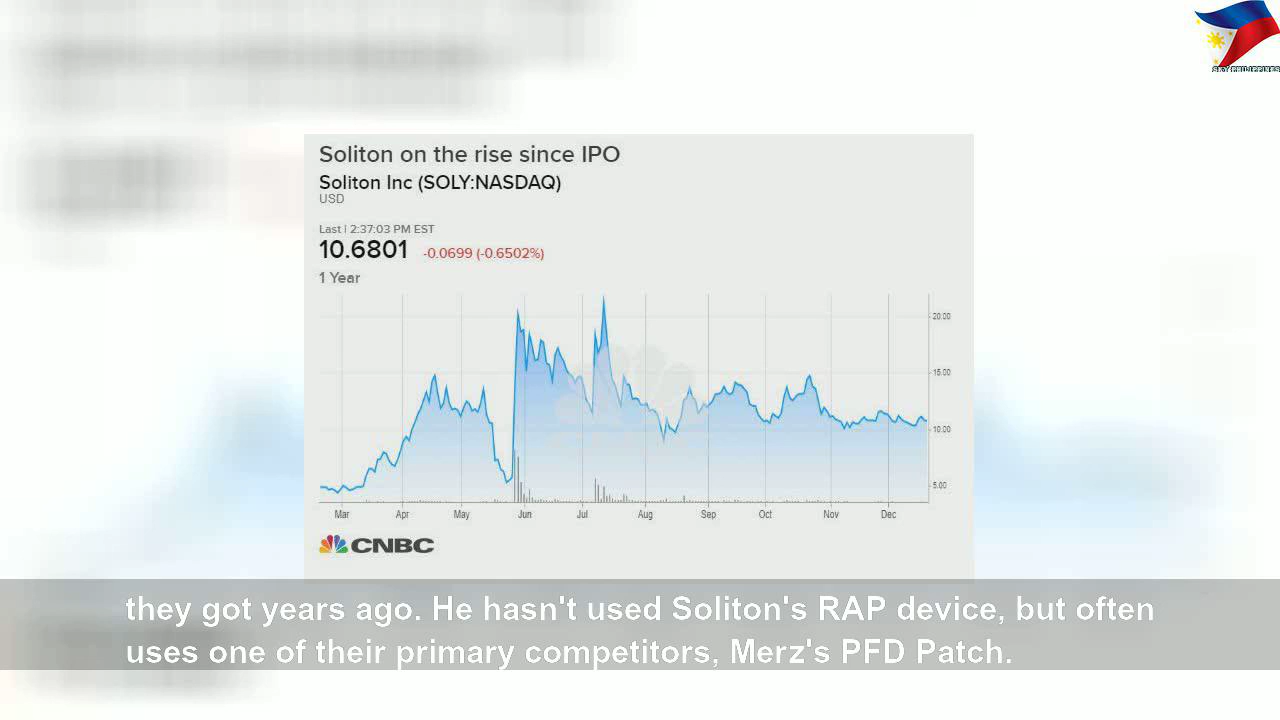 SKY PHILIPPINES
Soliton on the rise since IPO
Soliton Inc (SOLY:NASDAQ)
USD
Last | 2:37:03 PM EST
10.6801 -0.0699 (-0.6502%)
1 Year
20.00
15.00
10.00
5.00
Mar Apr May Jun Jul Aug Sep Oct Nov Dec
CNBC
they got years ago. He hasn't used Soliton's RAP device, but often
uses one of their primary competitors, Merz's PFD Patch.